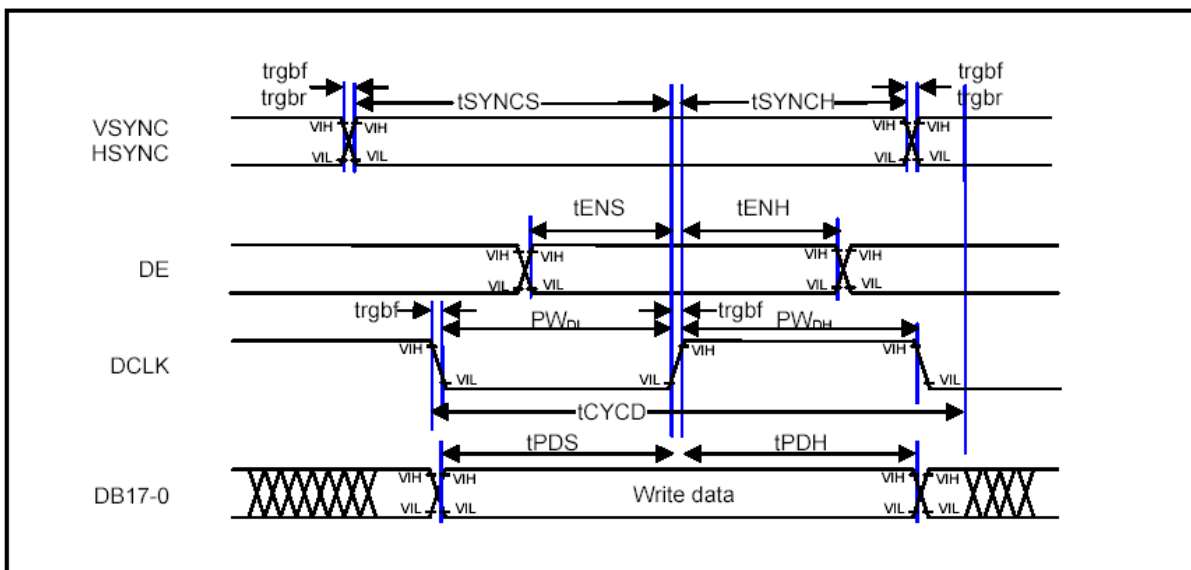 trgbf trgbf
trgbr tSYNCS tSYNCH trgbr
VSYNC VIH VIH VIH VIH
HSYNC VIL VIL VIL VIL
tENS tENH
VIH VIH VIH VIH
DE
VIL VIL VIL VIL
trgbf PWDL trgbf PWDH
VIH VIH VIH
DCLK
VIL VIL VIL
tCYCD
tPDS tPDH
VIH VIH VIH VIH
DB17-0 Write data
VIL VIL VIL VIL